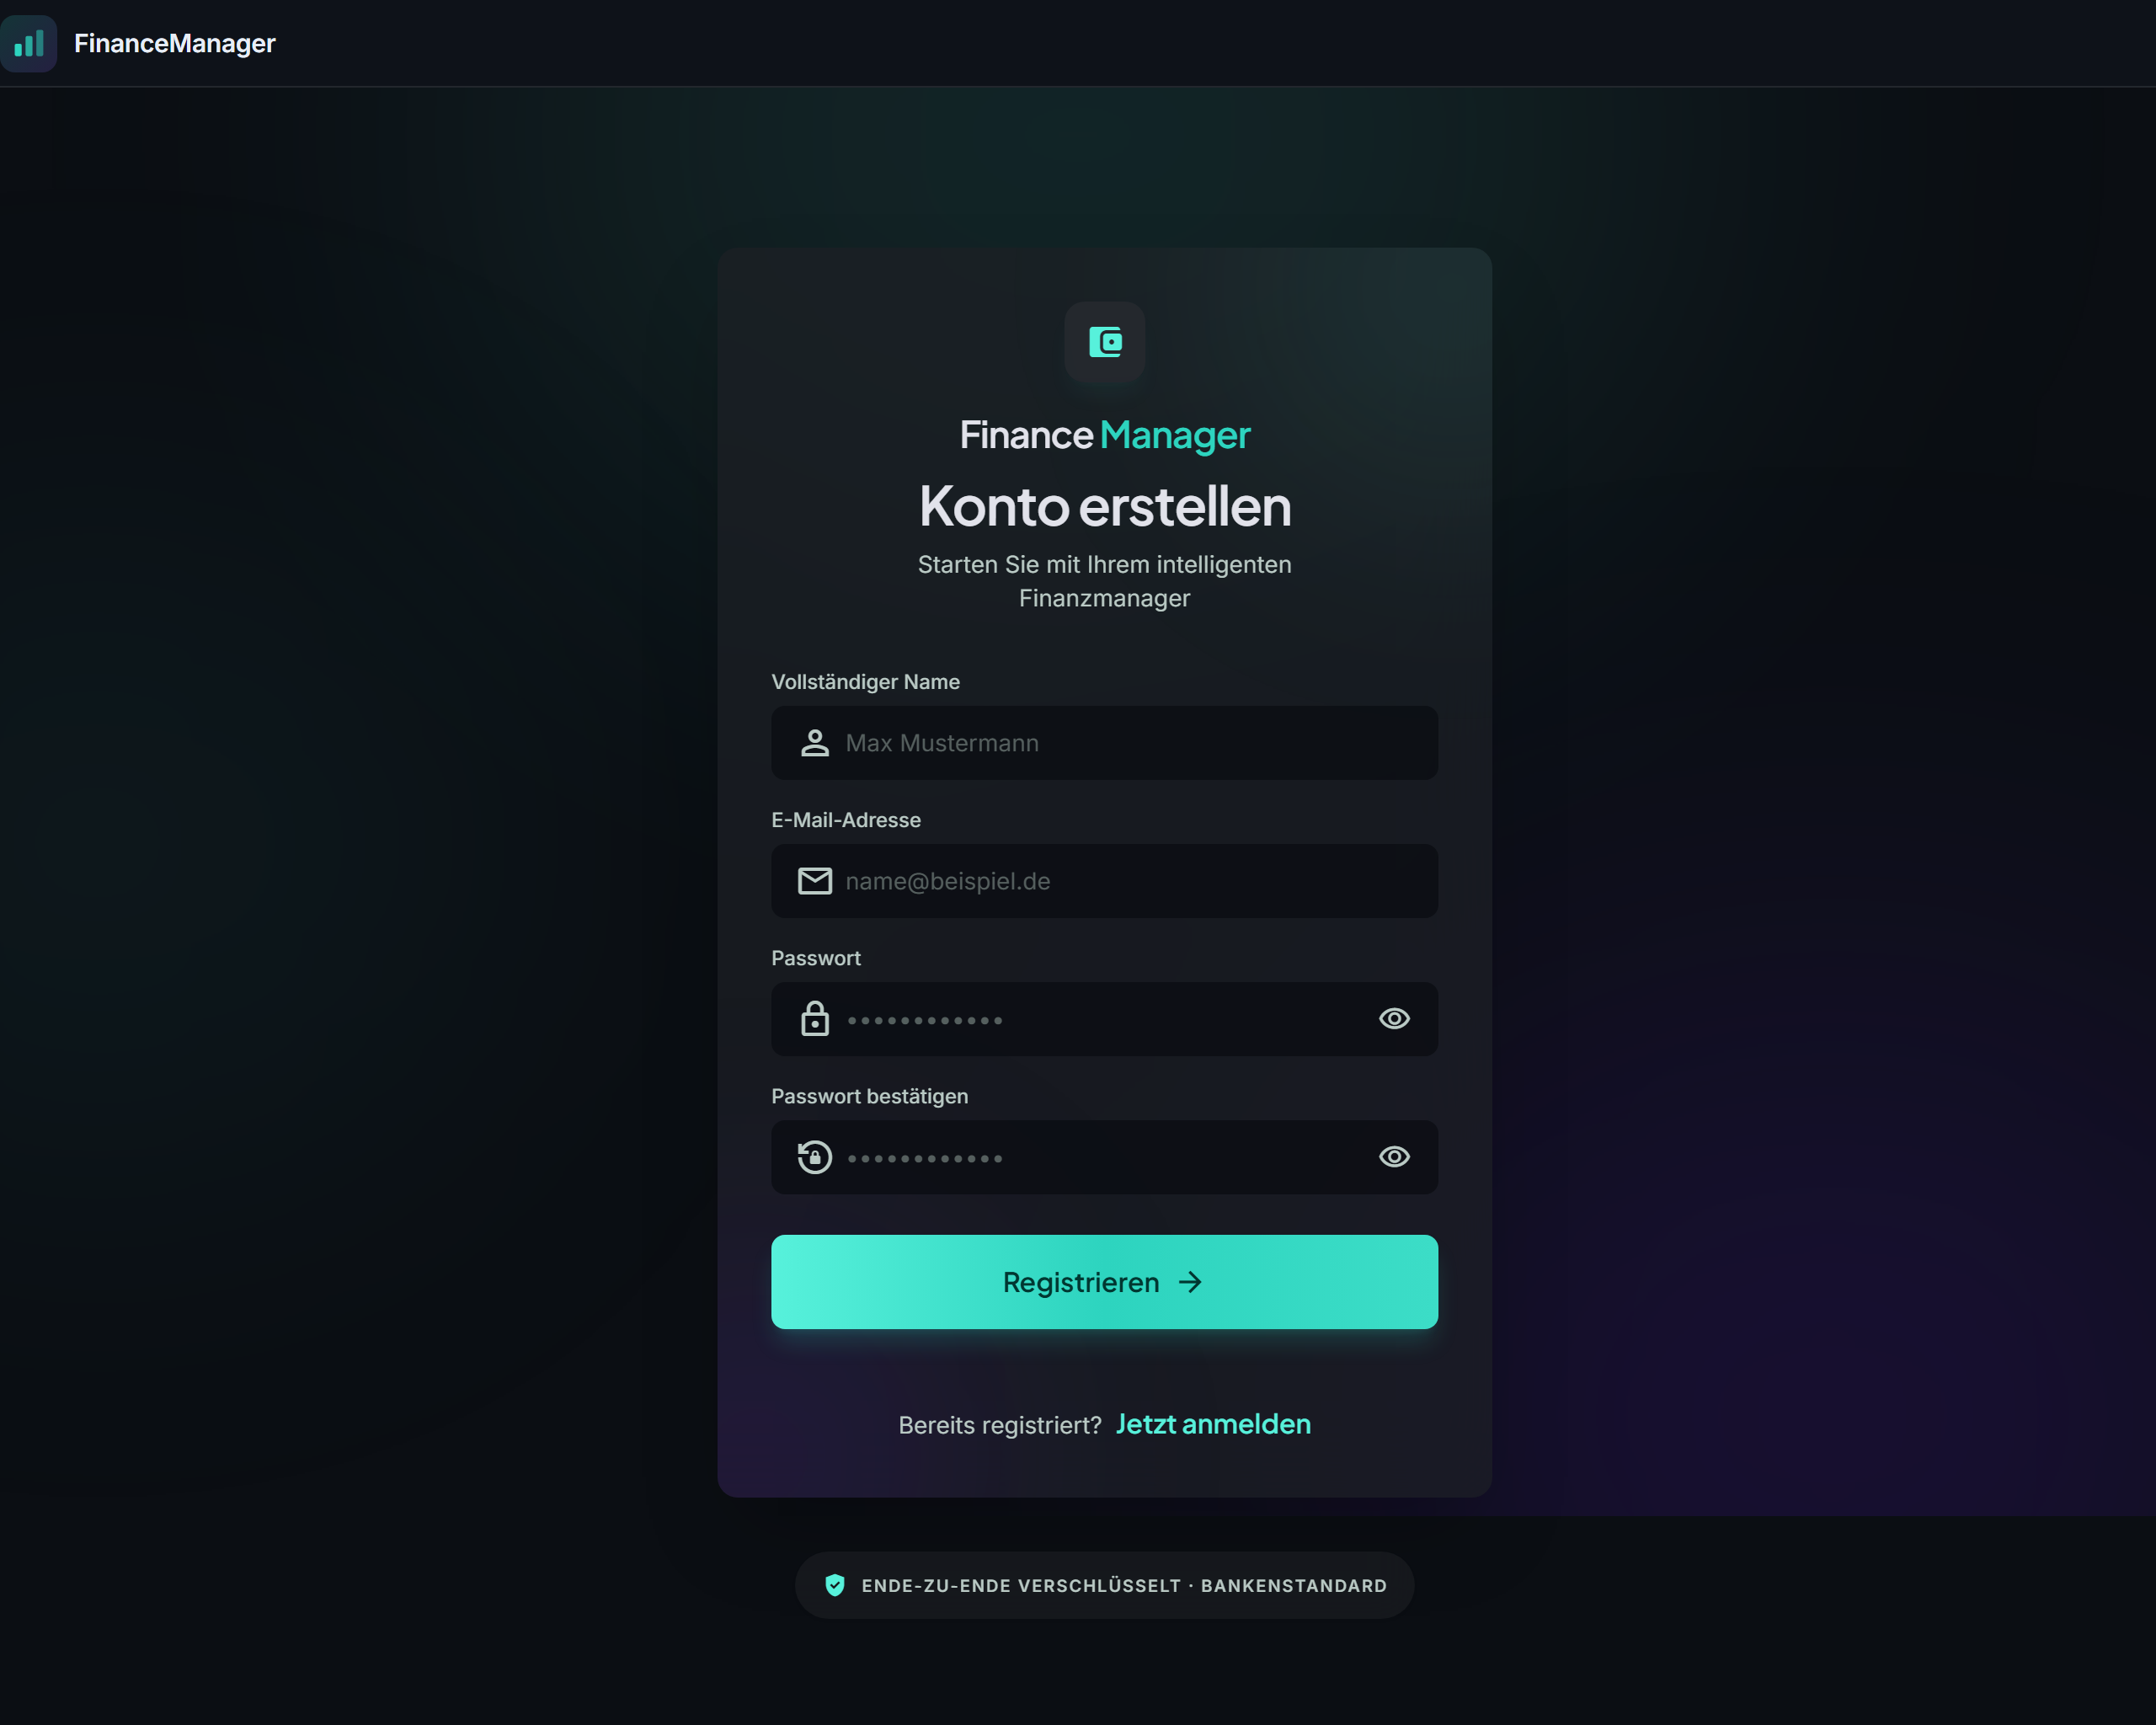 FinanceManager
Finance Manager
Konto erstellen
Starten Sie mit Ihrem intelligenten
Finanzmanager
Vollständiger Name
Max Mustermann
E-Mail-Adresse
name@beispiel.de
Passwort
••••••••••••
Passwort bestätigen
••••••••••••
Registrieren →
Bereits registriert? Jetzt anmelden
ENDE-ZU-ENDE VERSCHLÜSSELT · BANKENSTANDARD